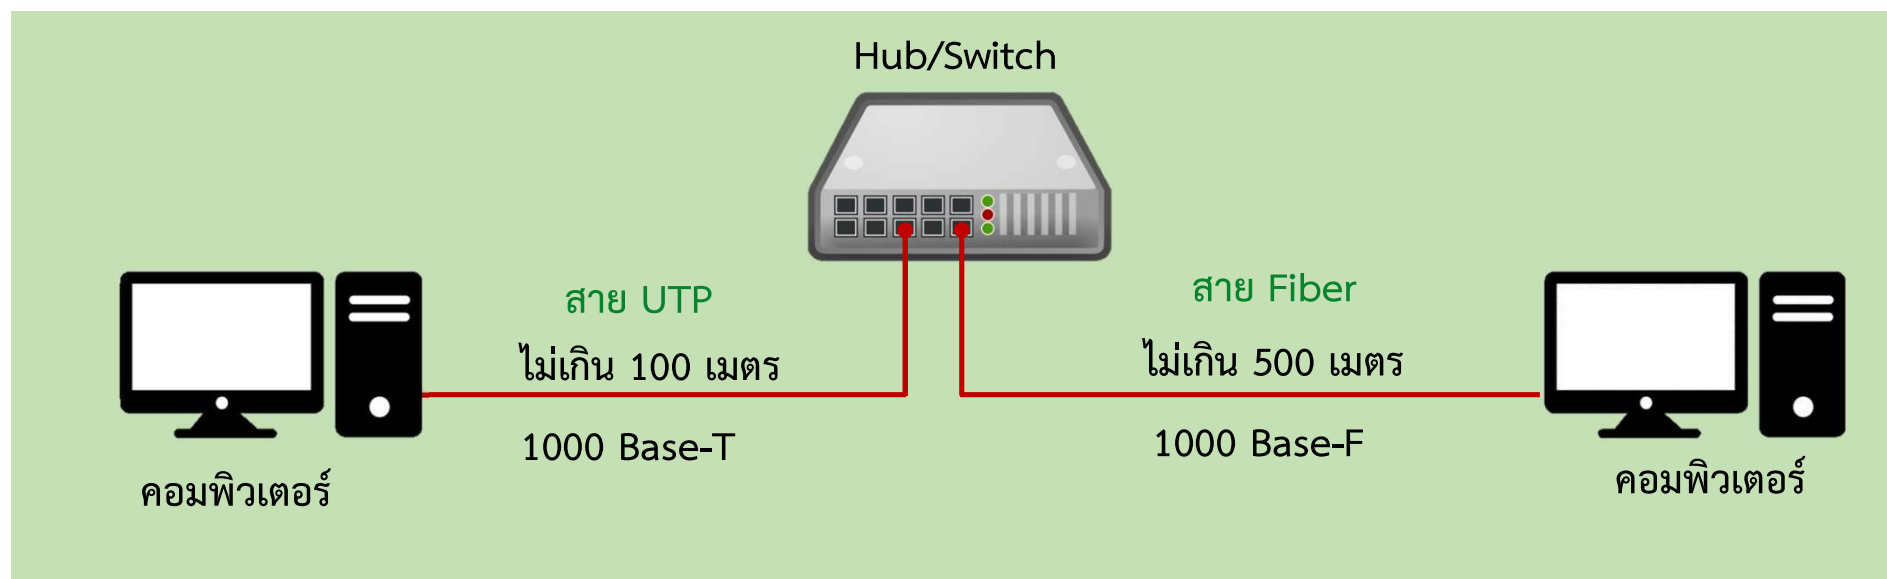 Hub/Switch
สาย UTP
ไม่เกิน 100 เมตร
1000 Base-T
คอมพิวเตอร์
สาย Fiber
ไม่เกิน 500 เมตร
1000 Base-F
คอมพิวเตอร์